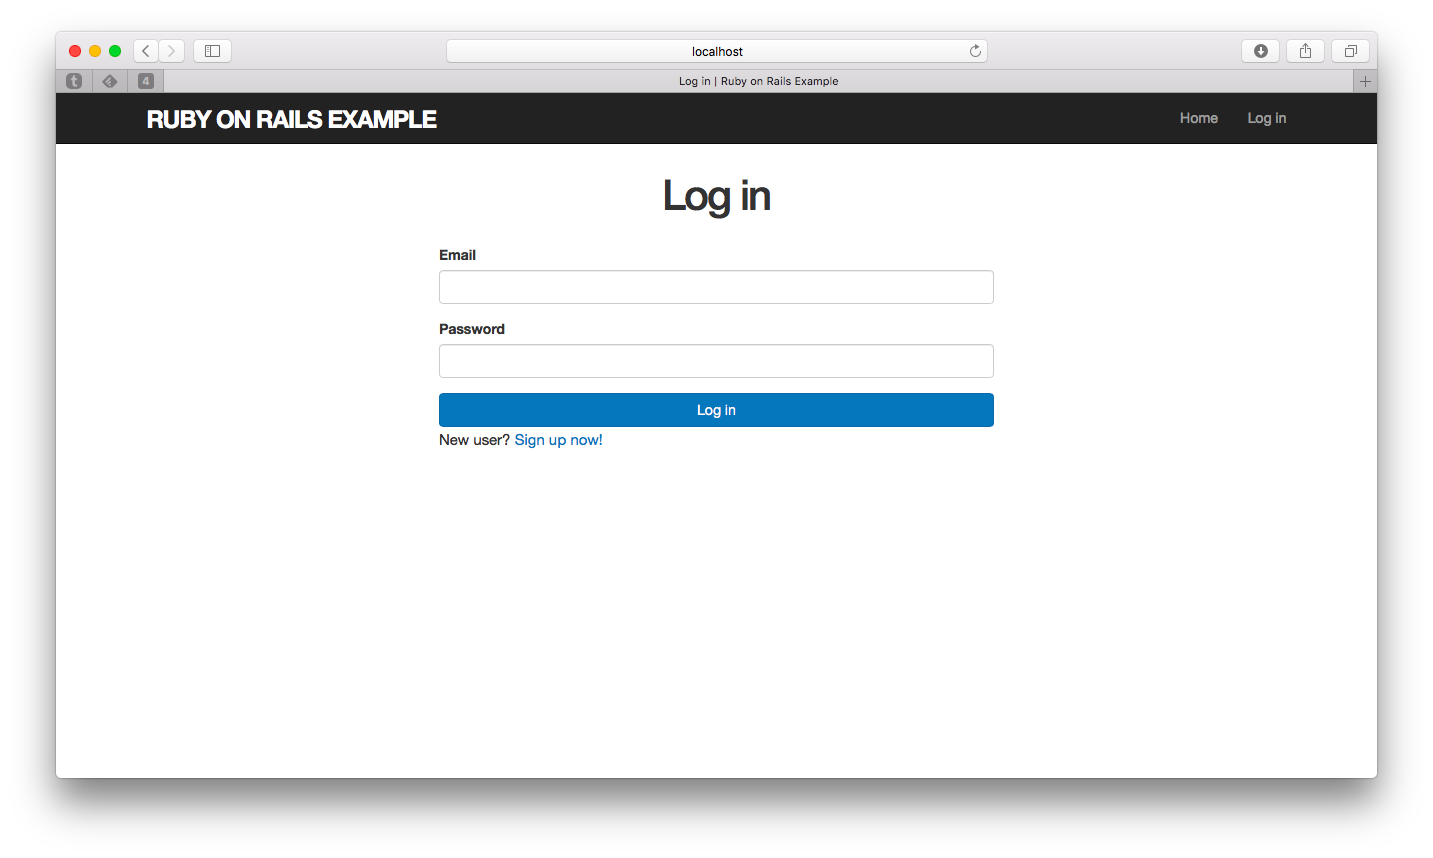 localhost
t
4
Log in | Ruby on Rails Example
RUBY ON RAILS EXAMPLE
Home
Log in
Log in
Email
Password
Log in
New user? Sign up now!